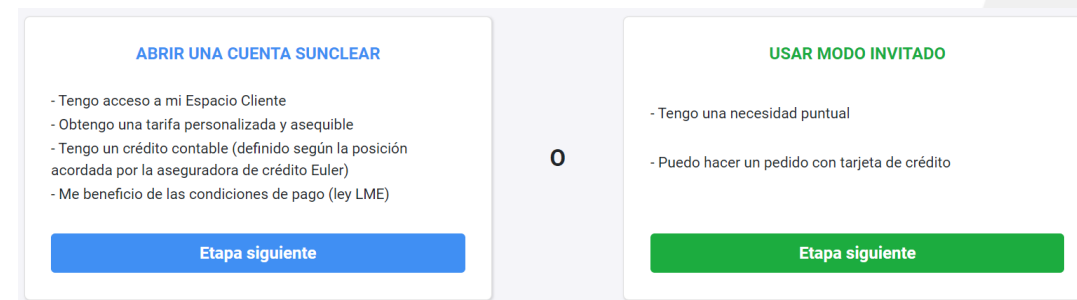 ABRIR UNA CUENTA SUNCLEAR
- Tengo acceso a mi Espacio Cliente
- Obtengo una tarifa personalizada y asequible
- Tengo un crédito contable (definido según la posición
acordada por la aseguradora de crédito Euler)
- Me beneficio de las condiciones de pago (ley LME)
Etapa siguiente
O
USAR MODO INVITADO
- Tengo una necesidad puntual
- Puedo hacer un pedido con tarjeta de crédito
Etapa siguiente